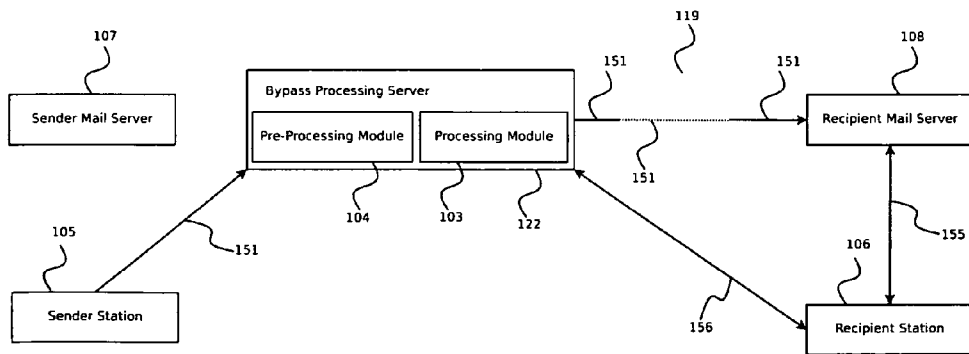 107
119
108
151
151
Bypass Processing Server
Sender Mail Server
Pre-Processing Module
Processing Module
Recipient Mail Server
151
104
103
122
105
151
106
155
156
Sender Station
Recipient Station